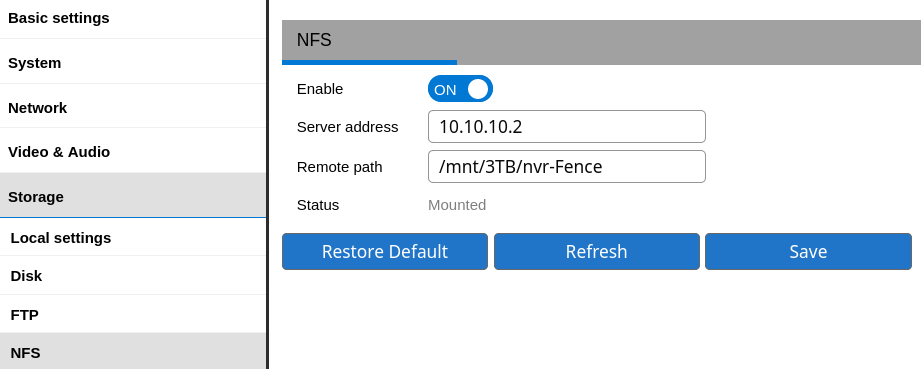 Basic settings
System
Network
Video & Audio
Storage
Local settings
Disk
FTP
NFS
NFS
Enable ON
Server address 10.10.10.2
Remote path /mnt/3TB/nvr-Fence
Status Mounted
Restore Default Refresh Save